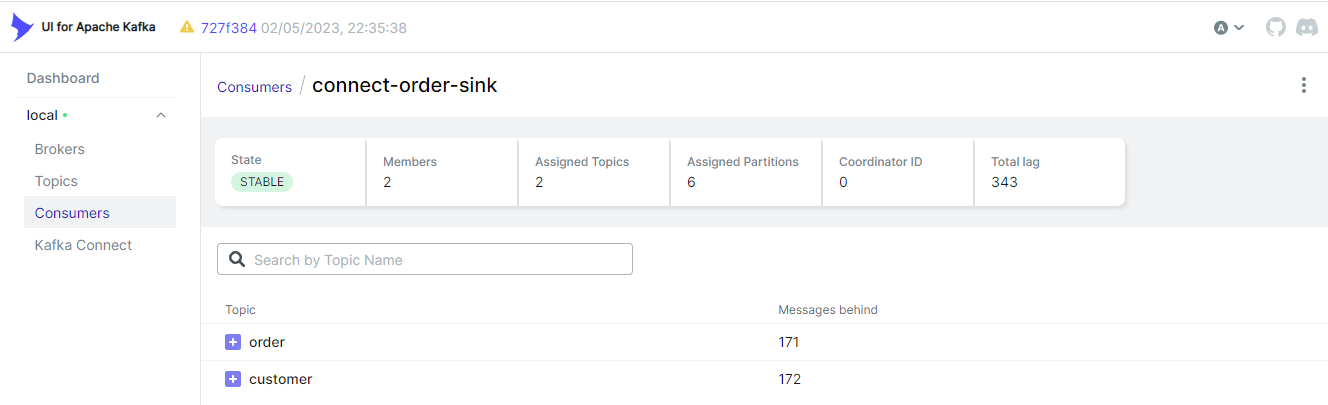 UI for Apache Kafka 727f384 02/05/2023, 22:35:38 A
Dashboard
local
Brokers
Topics
Consumers
Kafka Connect
Consumers / connect-order-sink
State Members Assigned Topics Assigned Partitions Coordinator ID Total lag
STABLE 2 2 6 0 343
Search by Topic Name
Topic Messages behind
order 171
customer 172